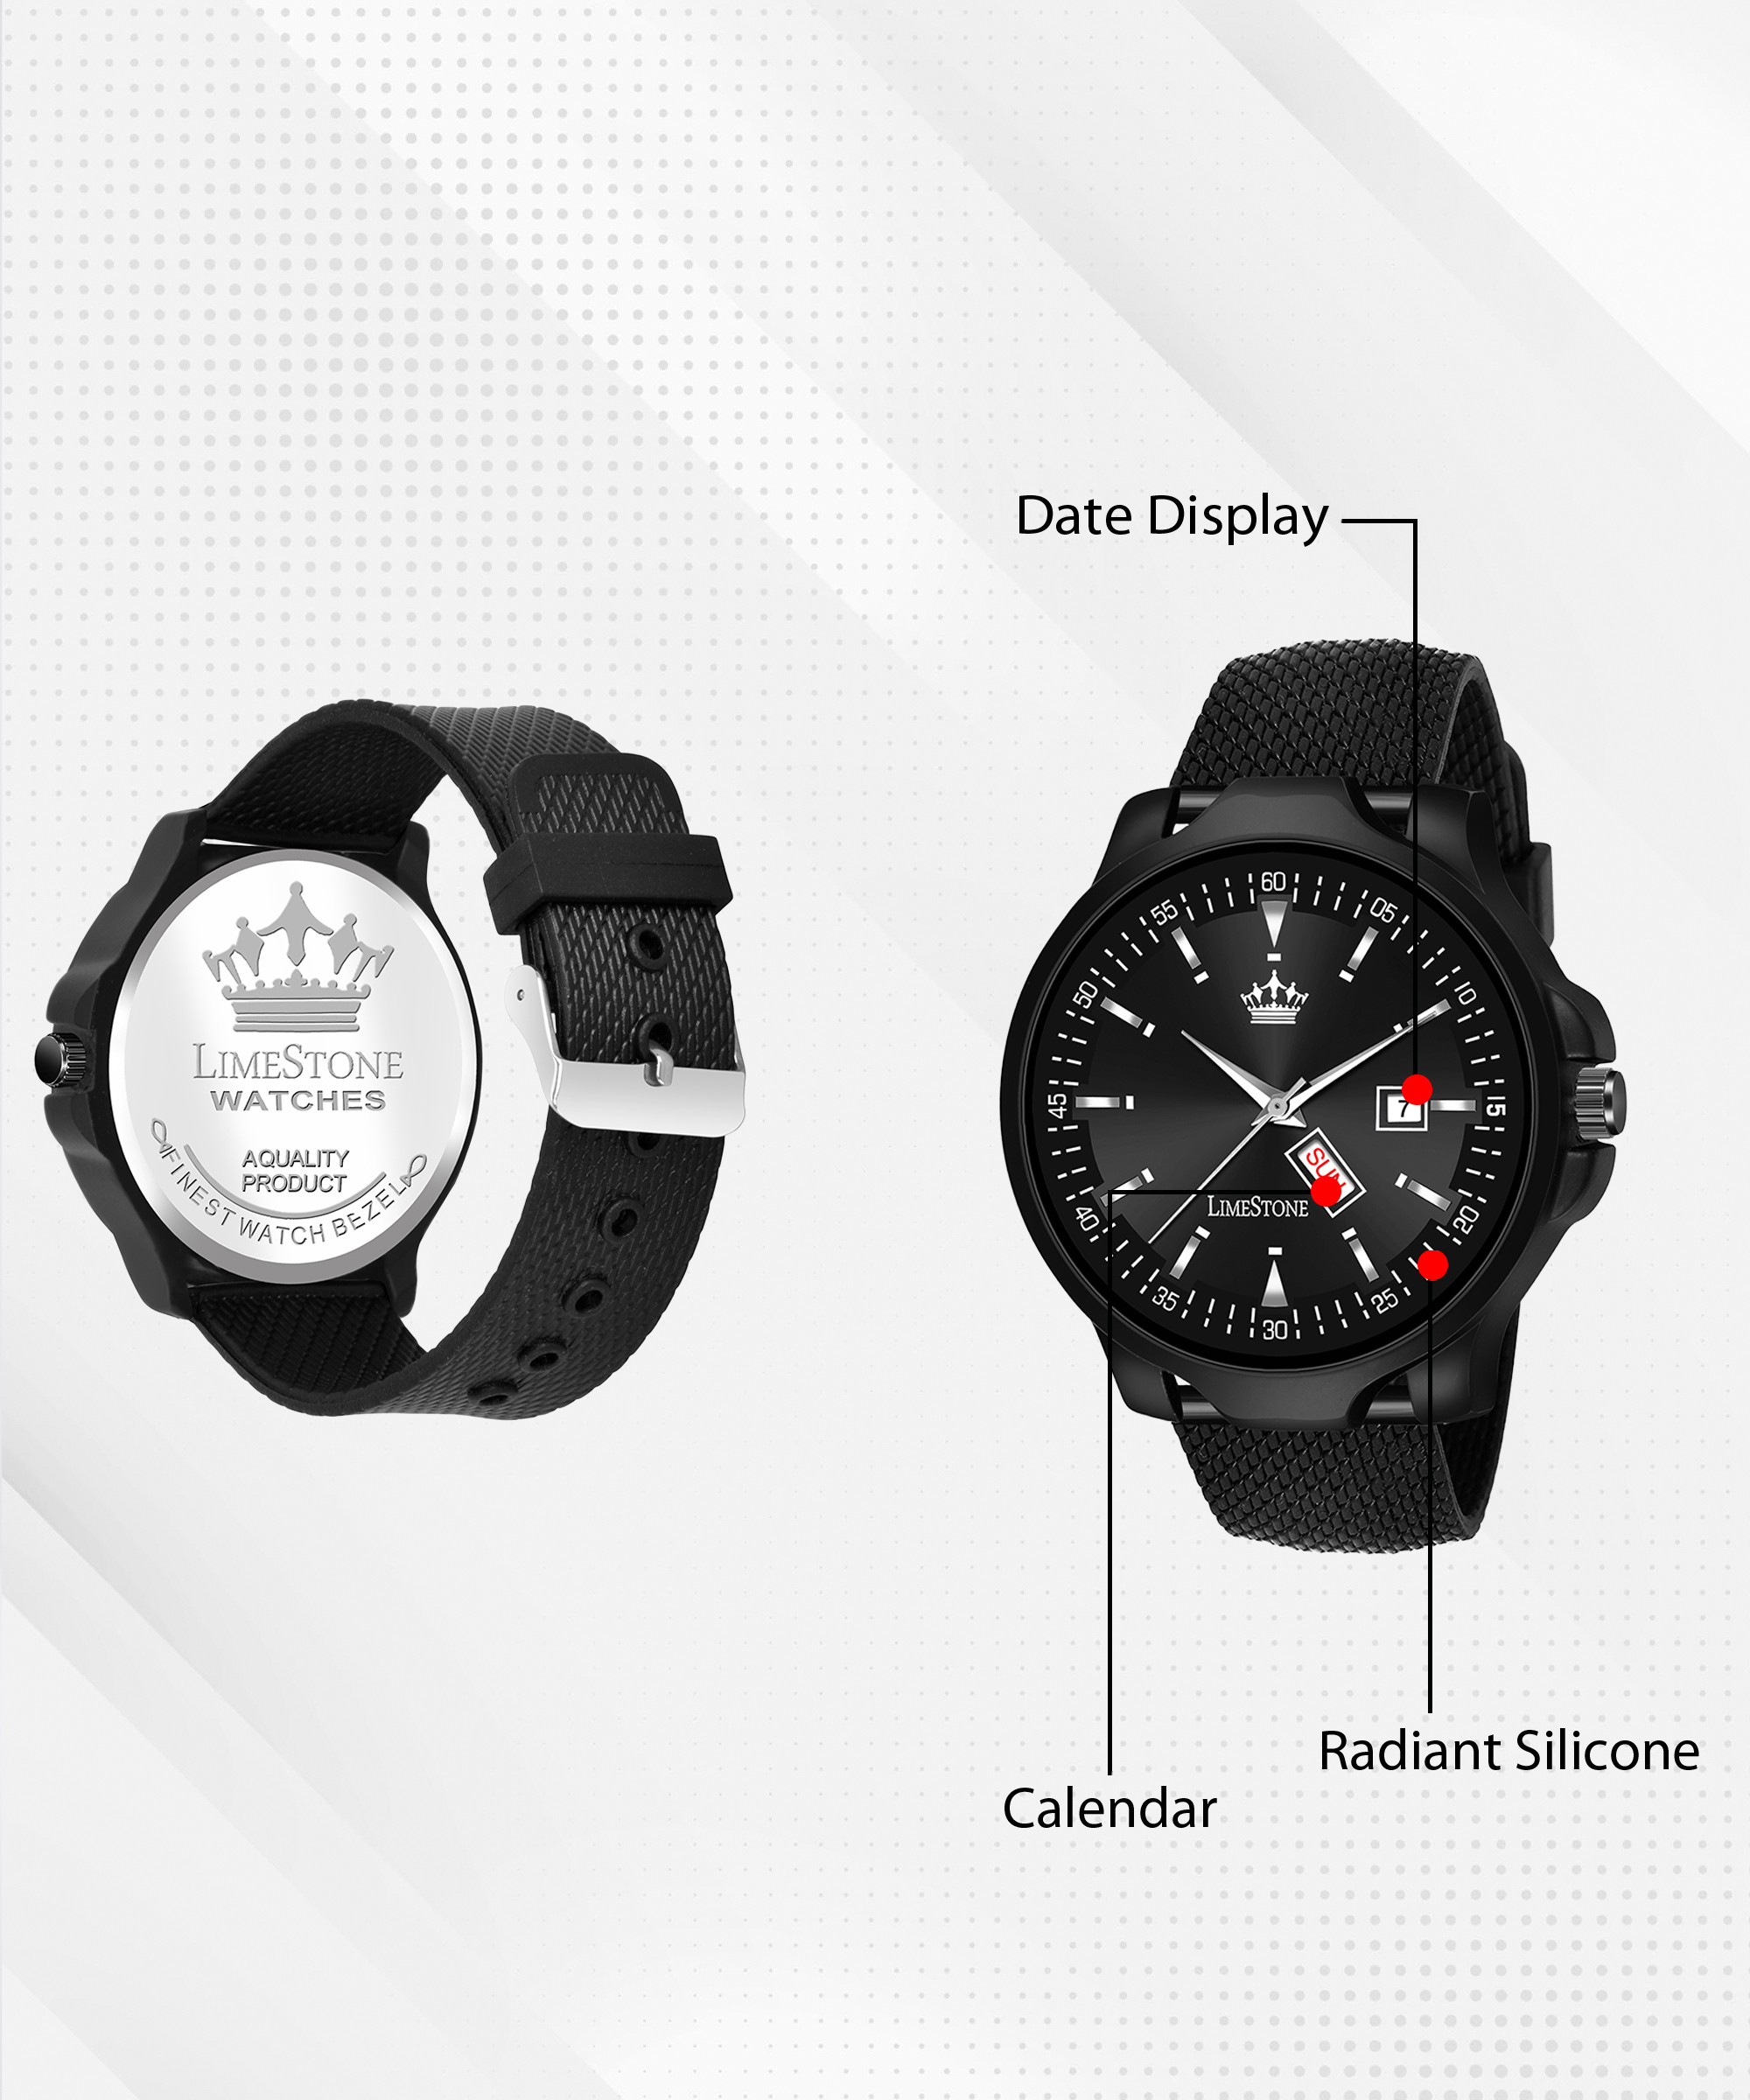 Date Display
LIMESTONE
WATCHES
AQUALITY
PRODUCT
FINEST WATCH BEZEL
60
05
10
15
20
25
30
35
40
45
50
55
7
SUN
LIMESTONE
Radiant Silicone
Calendar